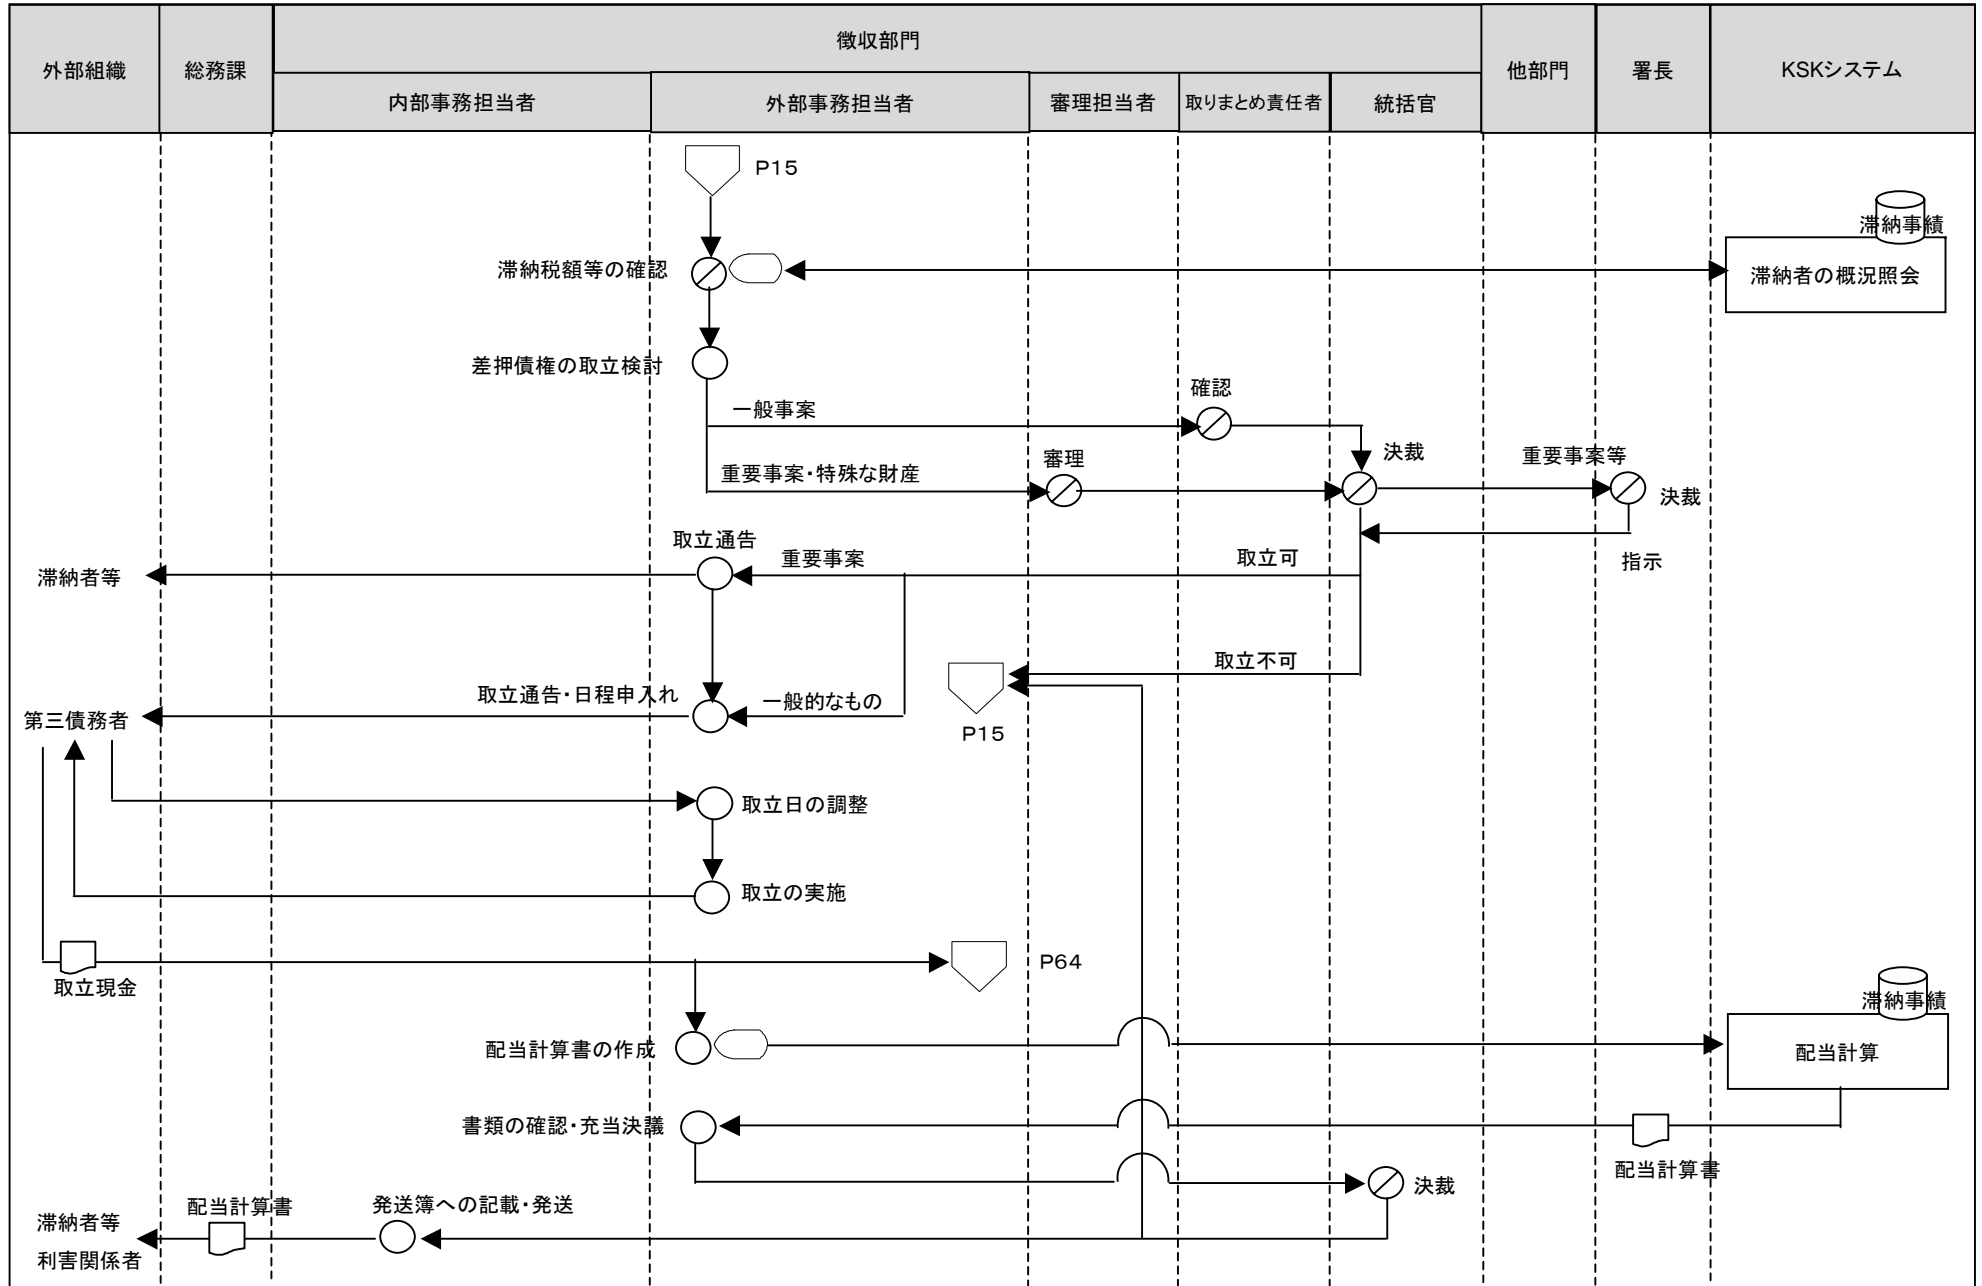 徴収部門
外部組織
総務課
他部門
署長
KSKシステム
内部事務担当者
外部事務担当者
審理担当者
取りまとめ責任者
統括官
P15
滞納事績
滞納税額等の確認
滞納者の概況照会
差押債権の取立検討
確認
一般事案
決裁
重要事案等
審理
重要事案・特殊な財産
決裁
取立通告
重要事案
取立可
指示
滞納者等
取立不可
取立通告・日程申入れ
一般的なもの
第三債務者
P15
取立日の調整
取立の実施
P64
取立現金
滞納事績
配当計算書の作成
配当計算
書類の確認・充当決議
配当計算書
決裁
配当計算書
発送簿への記載・発送
滞納者等
利害関係者